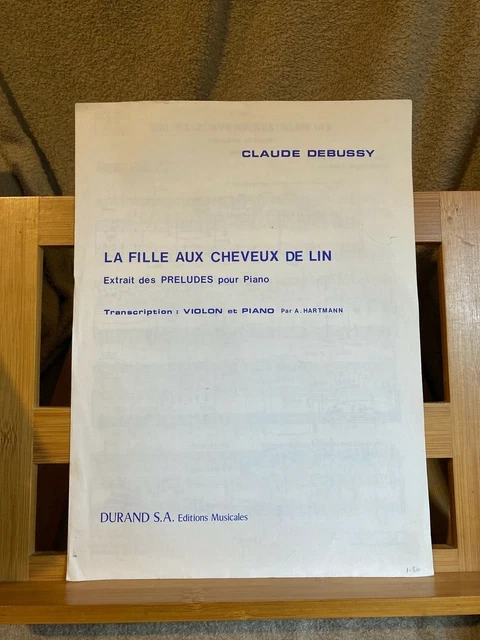 CLAUDE DEBUSSY
LA FILLE AUX CHEVEUX DE LIN
Extrait des PRELUDES pour Piano
Transcription : VIOLON et PIANO Par A. HARTMANN
DURAND S.A. Editions Musicales